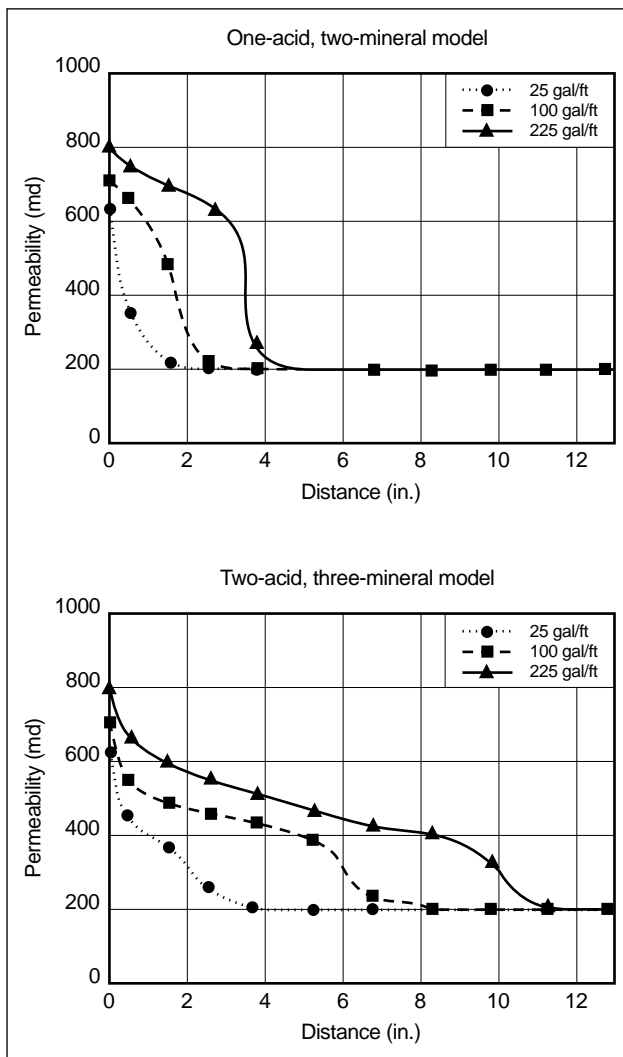 One-acid, two-mineral model
1000
800
600
400
200
0
Permeability (md)
25 gal/ft
100 gal/ft
225 gal/ft
0 2 4 6 8 10 12
Distance (in.)
Two-acid, three-mineral model
1000
800
600
400
200
0
Permeability (md)
25 gal/ft
100 gal/ft
225 gal/ft
0 2 4 6 8 10 12
Distance (in.)